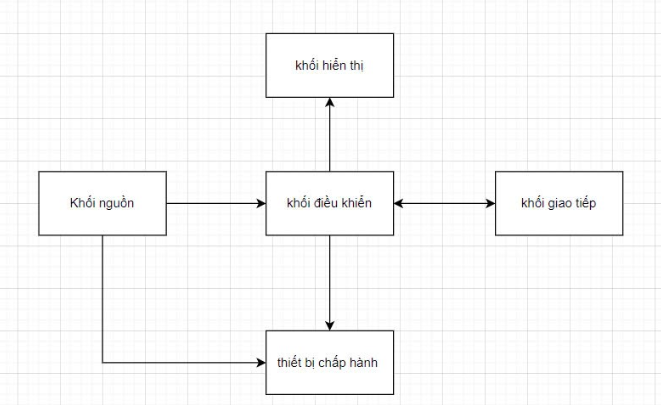 khối hiển thị
Khối nguồn
khối điều khiển
khối giao tiếp
thiết bị chấp hành